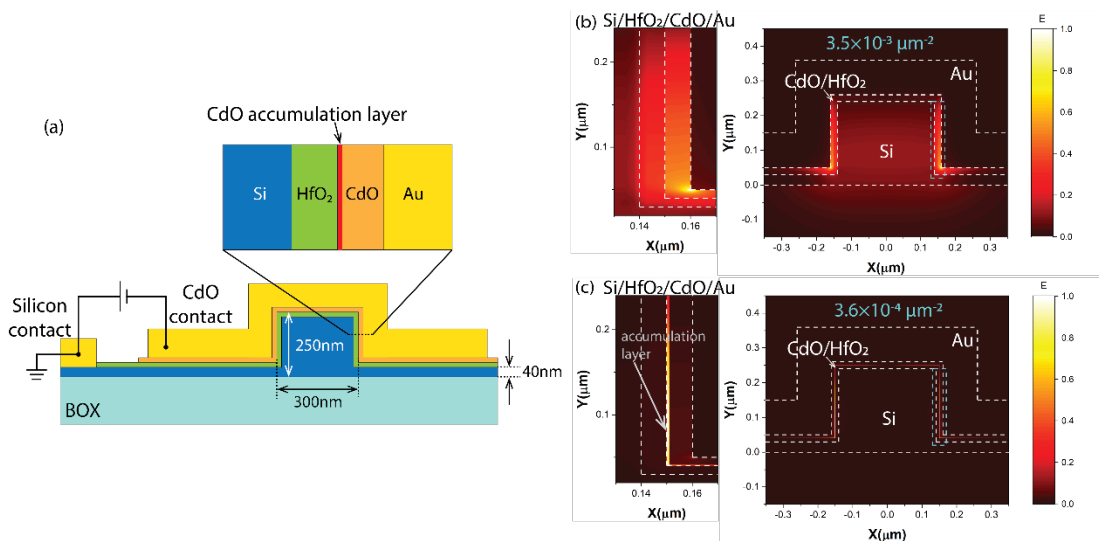 (a)
CdO accumulation layer
Si
HfO₂
CdO
Au
Silicon
contact
CdO
contact
250nm
300nm
40nm
BOX
(b)
Si/HfO₂/CdO/Au
Y(μm)
0.2
0.1
0.14
0.16
X(μm)
3.5×10⁻³ μm⁻²
CdO/HfO₂
Au
Si
Y(μm)
0.4
0.3
0.2
0.1
0.0
-0.1
-0.3
-0.2
-0.1
0.0
0.1
0.2
0.3
X(μm)
E
1.0
0.8
0.6
0.4
0.2
0.0
(c)
Si/HfO₂/CdO/Au
accumulation
layer
Y(μm)
0.2
0.1
0.14
0.16
X(μm)
3.6×10⁻⁴ μm⁻²
CdO/HfO₂
Au
Si
Y(μm)
0.4
0.3
0.2
0.1
0.0
-0.1
-0.3
-0.2
-0.1
0.0
0.1
0.2
0.3
X(μm)
E
1.0
0.8
0.6
0.4
0.2
0.0